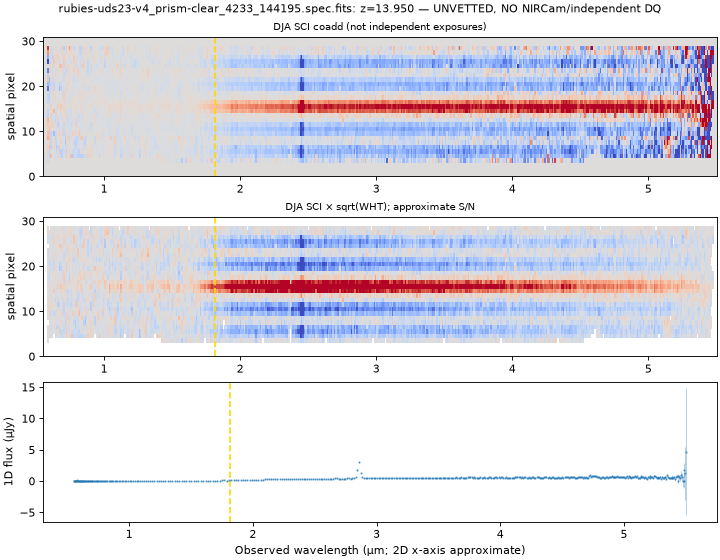 rubies-uds23-v4_prism-clear_4233_144195.spec.fits: z=13.950 — UNVETTED, NO NIRCam/independent DQ
DJA SCI coadd (not independent exposures)
spatial pixel
30
20
10
0
1 2 3 4 5
DJA SCI × sqrt(WHT); approximate S/N
spatial pixel
30
20
10
0
1 2 3 4 5
1D flux (μJy)
15
10
5
0
−5
1 2 3 4 5
Observed wavelength (μm; 2D x-axis approximate)